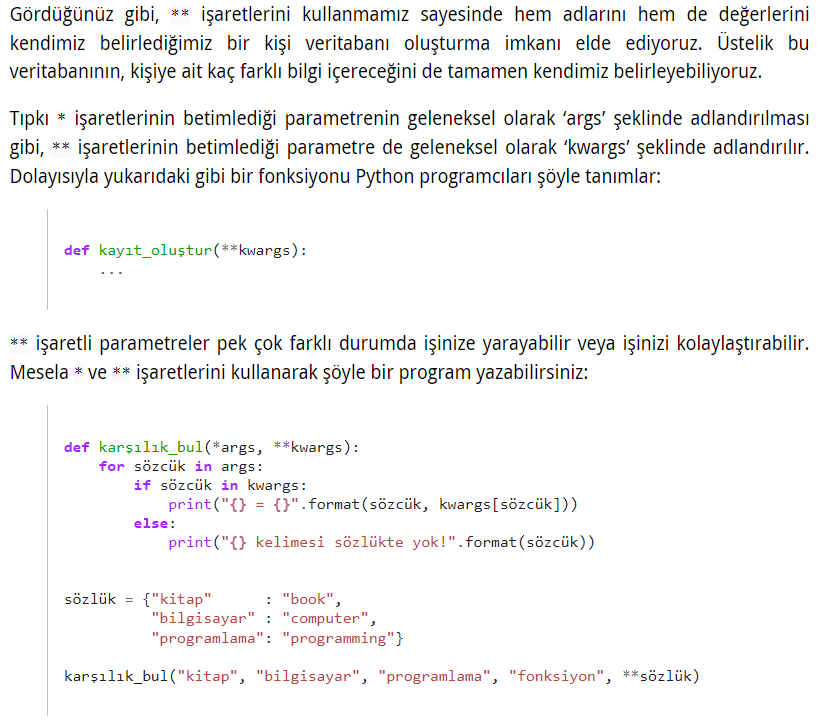 Gördüğünüz gibi, ** işaretlerini kullanmamız sayesinde hem adlarını hem de değerlerini
kendimiz belirlediğimiz bir kişi veritabanı oluşturma imkanı elde ediyoruz. Üstelik bu
veritabanının, kişiye ait kaç farklı bilgi içereceğini de tamamen kendimiz belirleyebiliyoruz.
Tıpkı * işaretlerinin betimlediği parametrenin geleneksel olarak ‘args’ şeklinde adlandırılması
gibi, ** işaretlerinin betimlediği parametre de geleneksel olarak ‘kwargs’ şeklinde adlandırılır.
Dolayısıyla yukarıdaki gibi bir fonksiyonu Python programcıları şöyle tanımlar:
def kayıt_oluştur(**kwargs):
    ...
** işaretli parametreler pek çok farklı durumda işinize yarayabilir veya işinizi kolaylaştırabilir.
Mesela * ve ** işaretlerini kullanarak şöyle bir program yazabilirsiniz:
def karşılık_bul(*args, **kwargs):
    for sözcük in args:
        if sözcük in kwargs:
            print("{} = {}".format(sözcük, kwargs[sözcük]))
        else:
            print("{} kelimesi sözlükte yok!".format(sözcük))
sözlük = {"kitap"      : "book",
          "bilgisayar" : "computer",
          "programlama": "programming"}
karşılık_bul("kitap", "bilgisayar", "programlama", "fonksiyon", **sözlük)